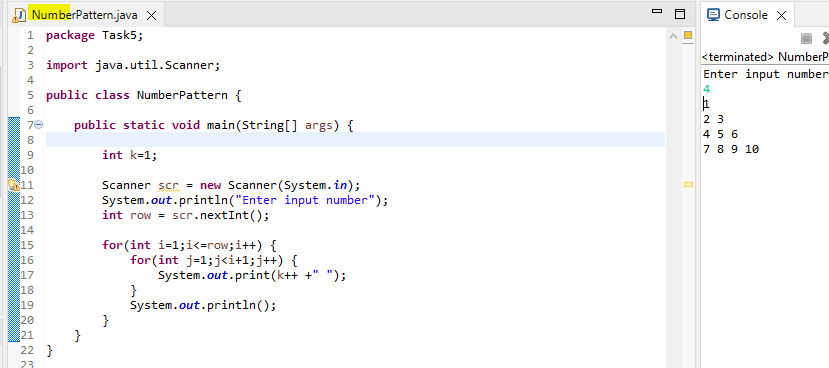 NumberPattern.java
1 package Task5;
2
3 import java.util.Scanner;
4
5 public class NumberPattern {
6
7 public static void main(String[] args) {
8
9 int k=1;
10
11 Scanner scr = new Scanner(System.in);
12 System.out.println("Enter input number");
13 int row = scr.nextInt();
14
15 for(int i=1;i<=row;i++) {
16 for(int j=1;j<i+1;j++) {
17 System.out.print(k++ +" ");
18 }
19 System.out.println();
20 }
21 }
22 }
23
Console
<terminated> NumberP
Enter input number
4
1
2 3
4 5 6
7 8 9 10